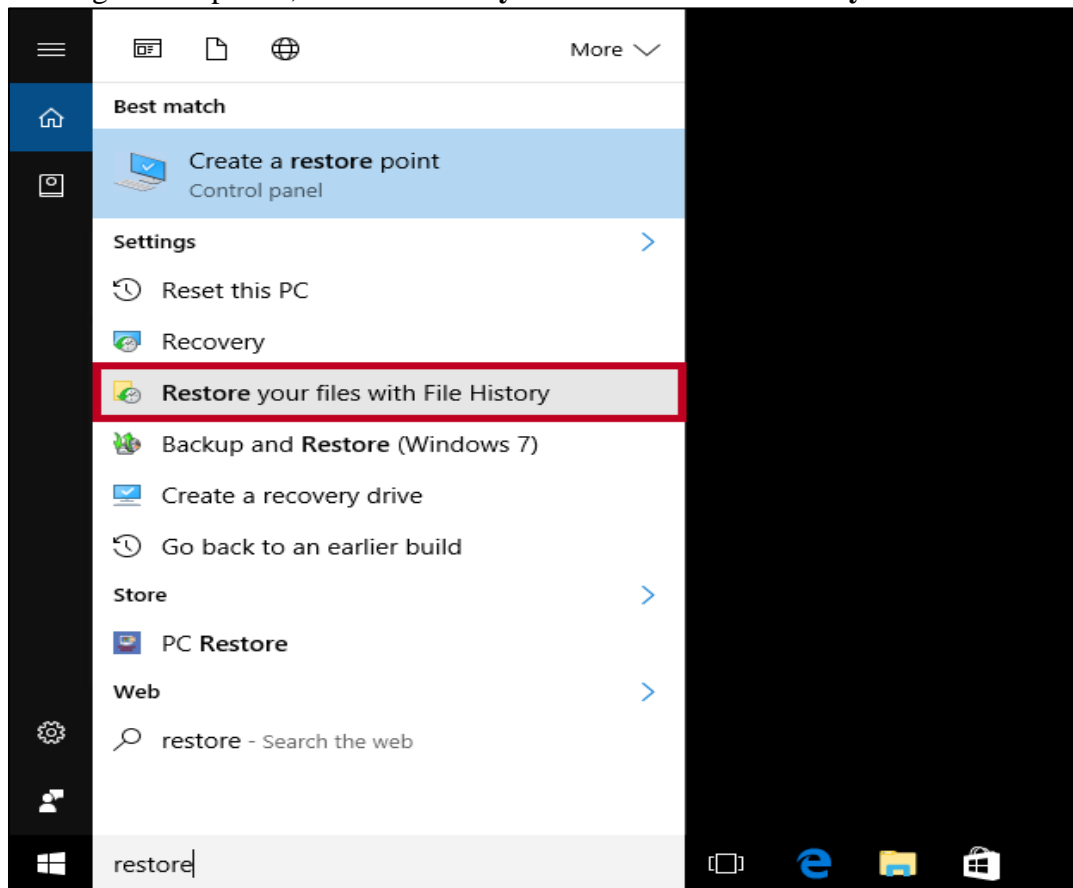 More
Best match
Create a restore point
Control panel
Settings
Reset this PC
Recovery
Restore your files with File History
Backup and Restore (Windows 7)
Create a recovery drive
Go back to an earlier build
Store
PC Restore
Web
restore - Search the web
restore